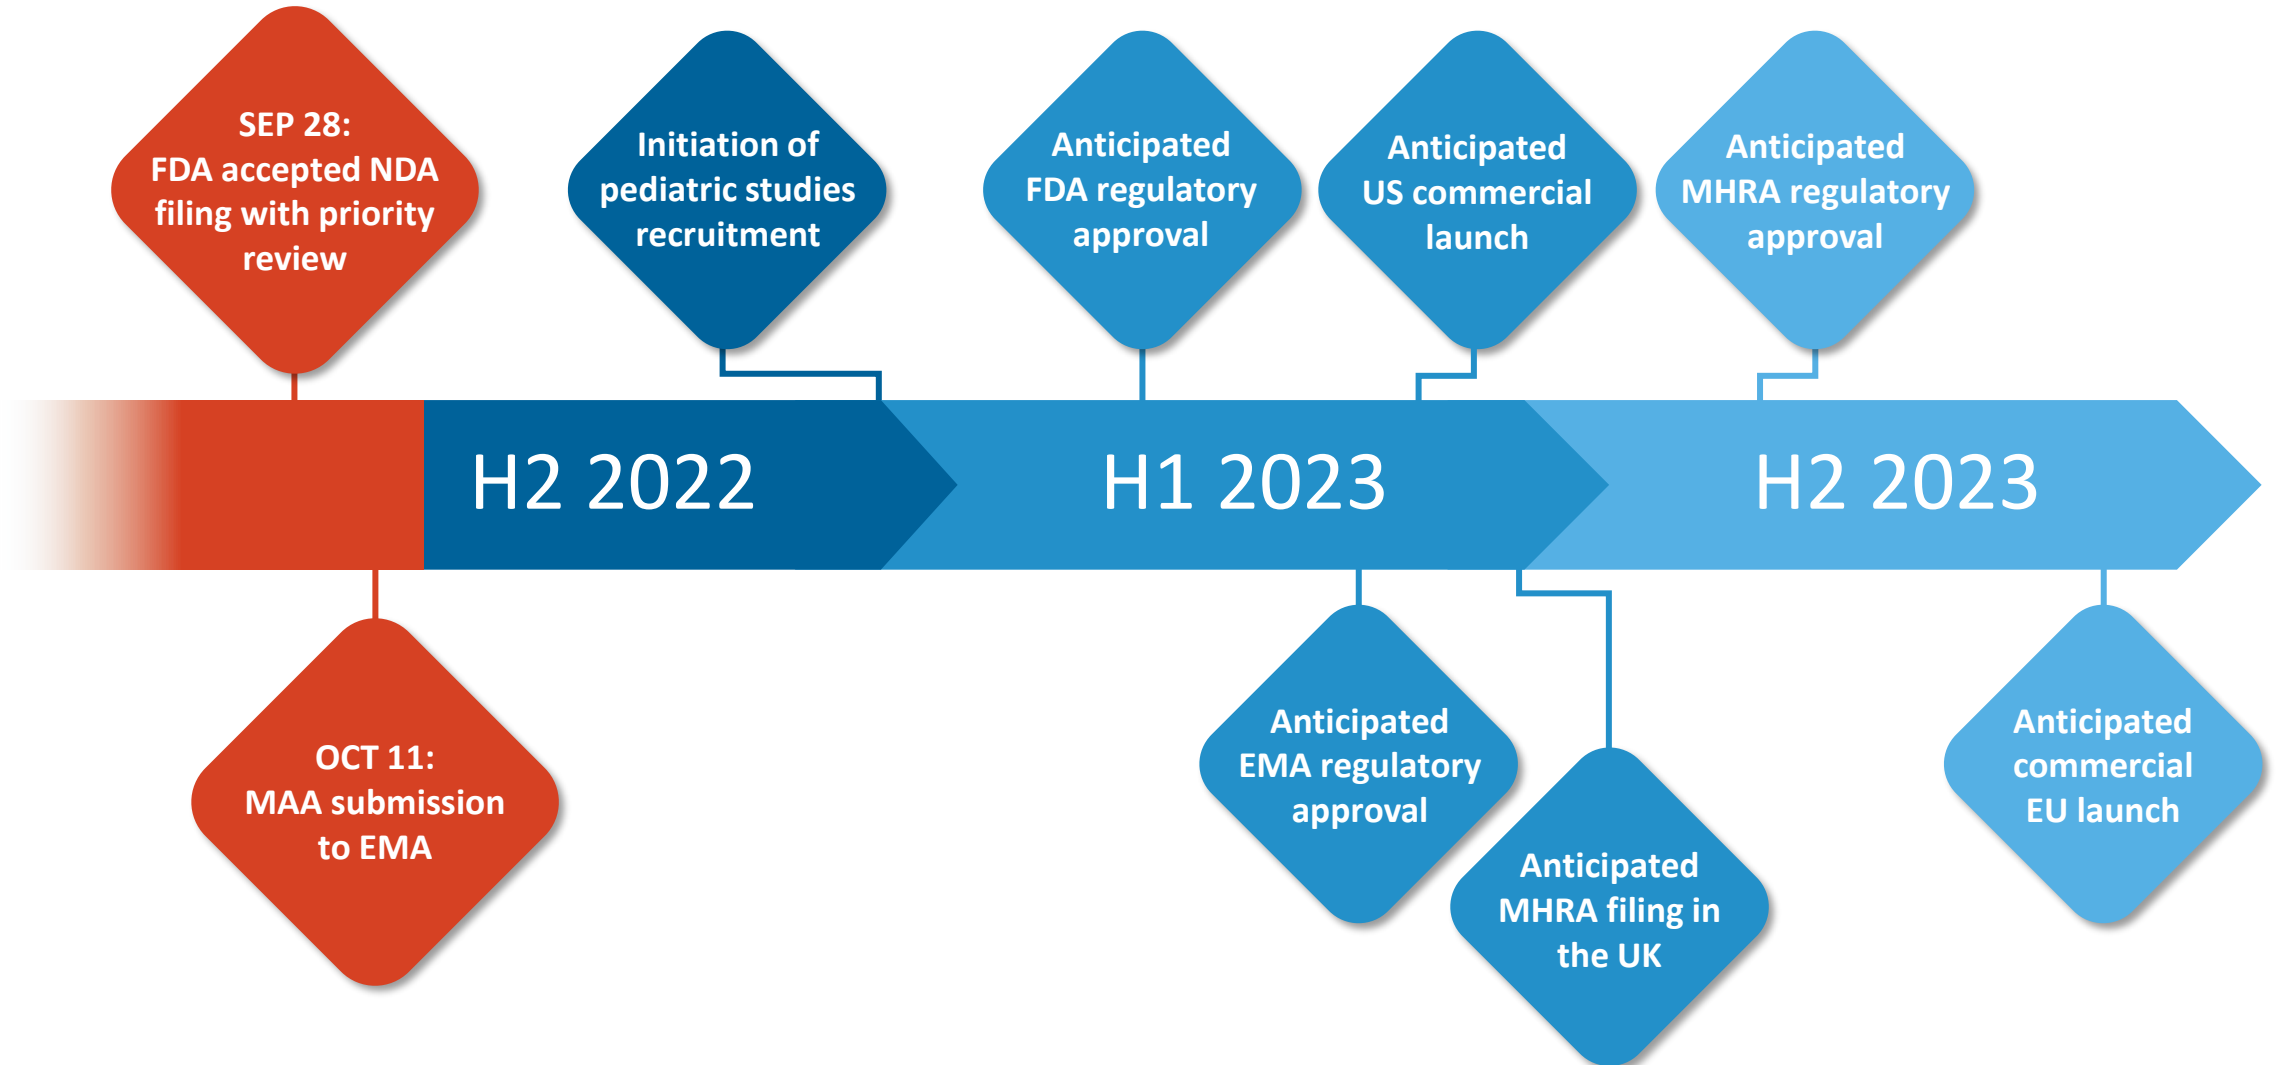 SEP 28:
FDA accepted NDA
filing with priority
review
Initiation of
pediatric studies
recruitment
Anticipated
FDA regulatory
approval
Anticipated
US commercial
launch
Anticipated
MHRA regulatory
approval
H2 2022
H1 2023
H2 2023
OCT 11:
MAA submission
to EMA
Anticipated
EMA regulatory
approval
Anticipated
MHRA filing in
the UK
Anticipated
commercial
EU launch